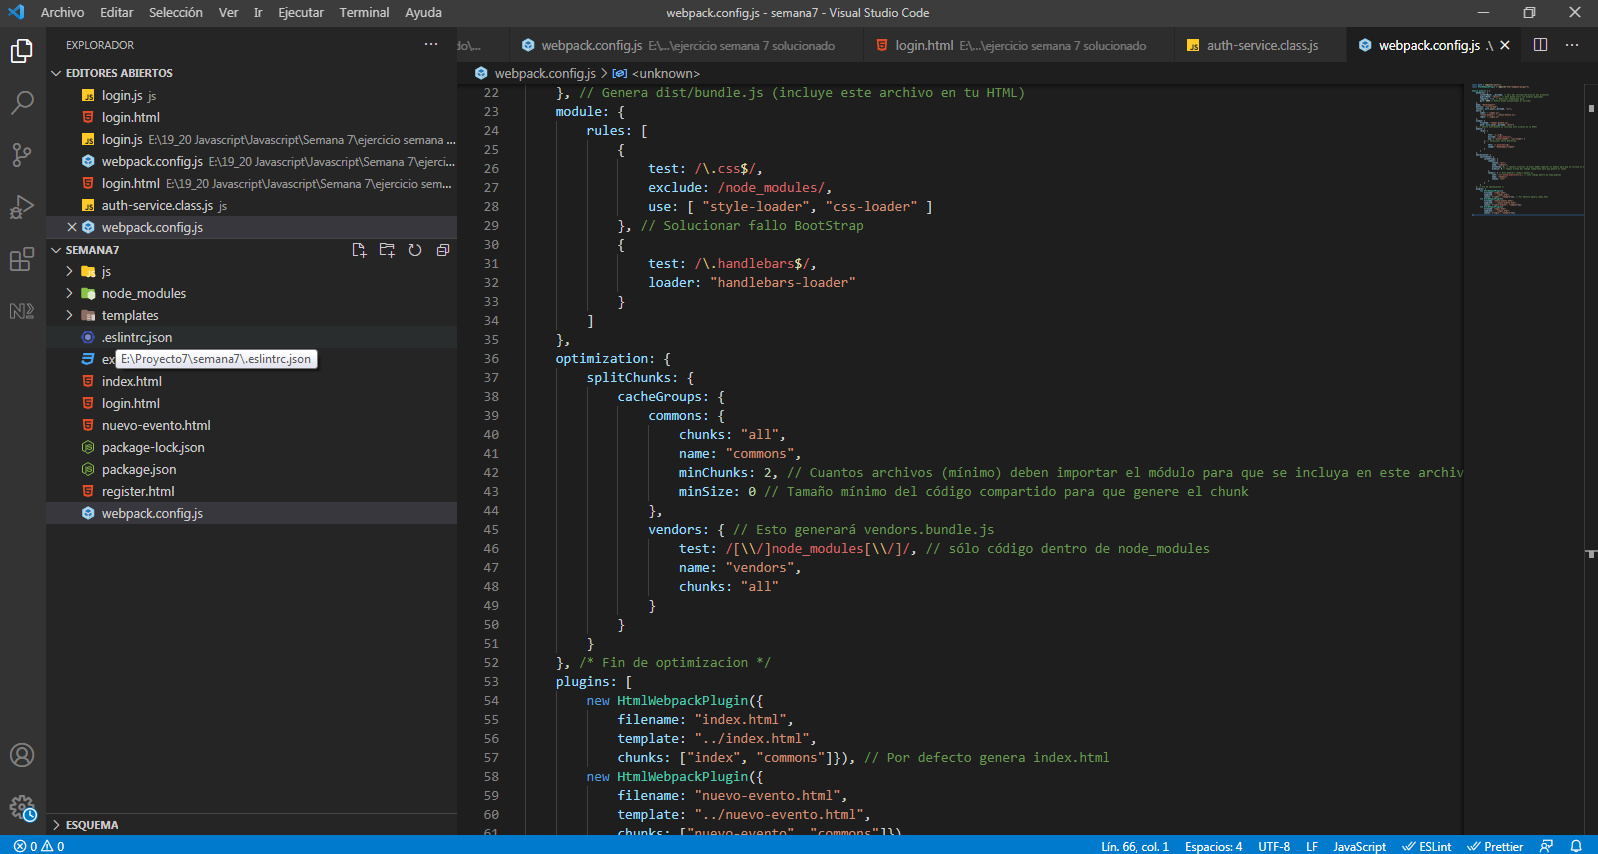 Archivo Editar Selección Ver Ir Ejecutar Terminal Ayuda
webpack.config.js - semana7 - Visual Studio Code
EXPLORADOR
EDITORES ABIERTOS
login.js js
login.html
login.js E:\19_20 Javascript\Javascript\Semana 7\ejercicio semana ...
webpack.config.js E:\19_20 Javascript\Javascript\Semana 7\ejerci...
login.html E:\19_20 Javascript\Javascript\Semana 7\ejercicio sem...
auth-service.class.js js
webpack.config.js
SEMANA7
js
node_modules
templates
.eslintrc.json
ex
E:\Proyecto7\semana7\.eslintrc.json
index.html
login.html
nuevo-evento.html
package-lock.json
package.json
register.html
webpack.config.js
ESQUEMA
do\...
webpack.config.js E:\...\ejercicio semana 7 solucionado
login.html E:\...\ejercicio semana 7 solucionado
auth-service.class.js
webpack.config.js .\
webpack.config.js > <unknown>
22 }, // Genera dist/bundle.js (incluye este archivo en tu HTML)
23 module: {
24 rules: [
25 {
26 test: /\.css$/,
27 exclude: /node_modules/,
28 use: [ "style-loader", "css-loader" ]
29 }, // Solucionar fallo BootStrap
30 {
31 test: /\.handlebars$/,
32 loader: "handlebars-loader"
33 }
34 ]
35 },
36 optimization: {
37 splitChunks: {
38 cacheGroups: {
39 commons: {
40 chunks: "all",
41 name: "commons",
42 minChunks: 2, // Cuantos archivos (mínimo) deben importar el módulo para que se incluya en este archiv
43 minSize: 0 // Tamaño mínimo del código compartido para que genere el chunk
44 },
45 vendors: { // Esto generará vendors.bundle.js
46 test: /[\\/]node_modules[\\/]/, // sólo código dentro de node_modules
47 name: "vendors",
48 chunks: "all"
49 }
50 }
51 }
52 }, /* Fin de optimizacion */
53 plugins: [
54 new HtmlWebpackPlugin({
55 filename: "index.html",
56 template: "../index.html",
57 chunks: ["index", "commons"]}), // Por defecto genera index.html
58 new HtmlWebpackPlugin({
59 filename: "nuevo-evento.html",
60 template: "../nuevo-evento.html",
61 chunks: ["nuevo-evento", "commons"]})
0 0
Lín. 66, col. 1 Espacios: 4 UTF-8 LF JavaScript ESLint Prettier